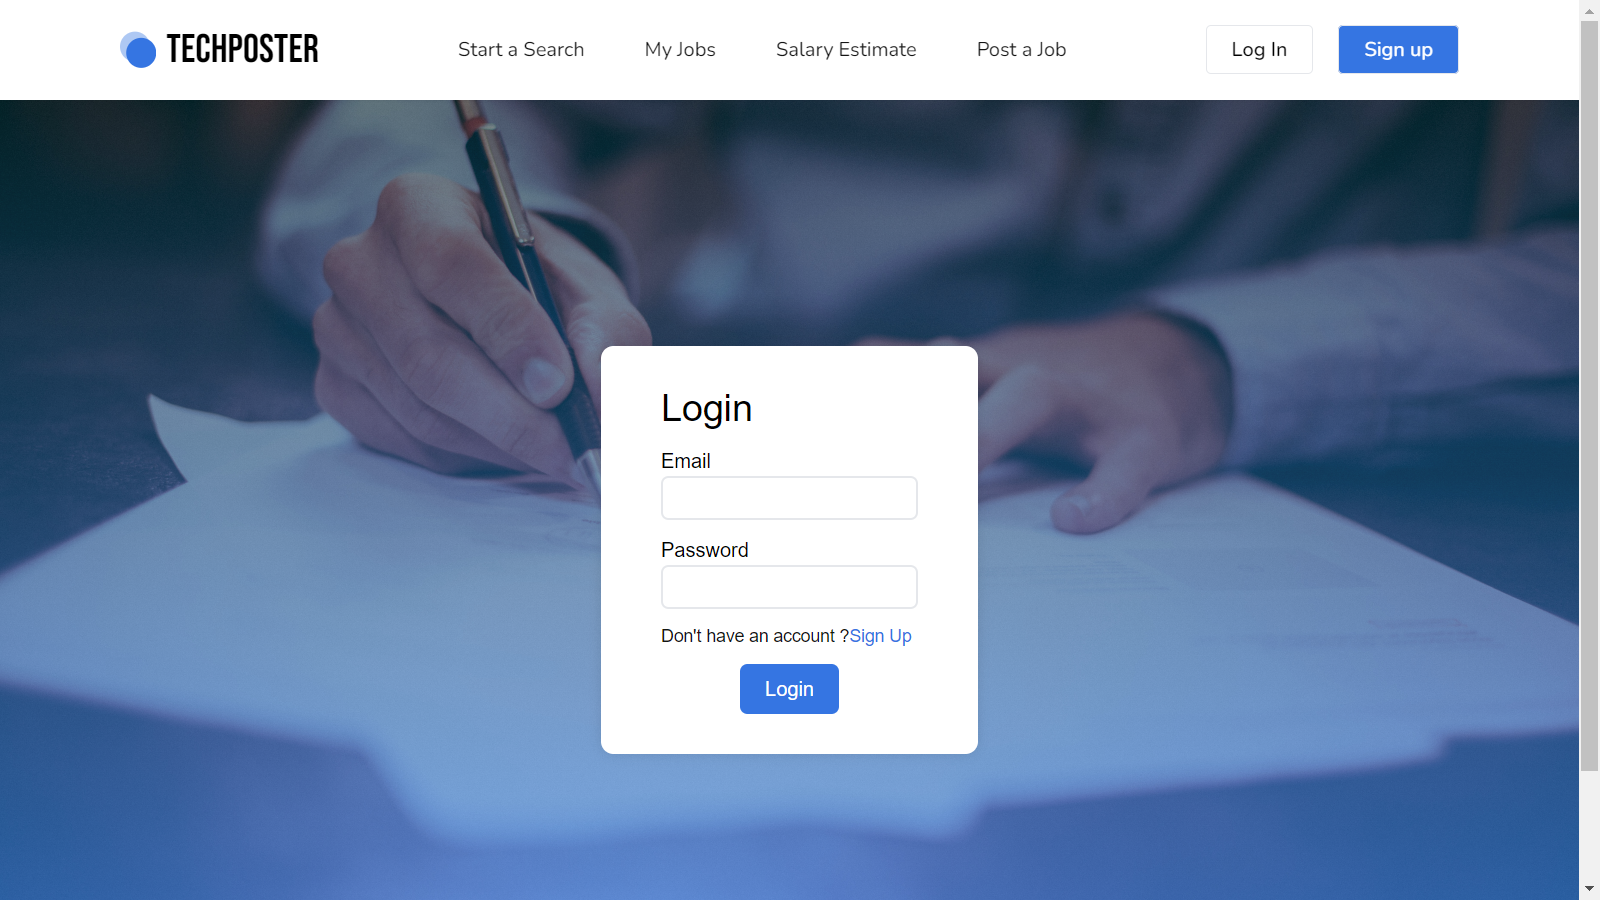 TECHPOSTER
Start a Search
My Jobs
Salary Estimate
Post a Job
Log In
Sign up
Login
Email
Password
Don't have an account ?Sign Up
Login